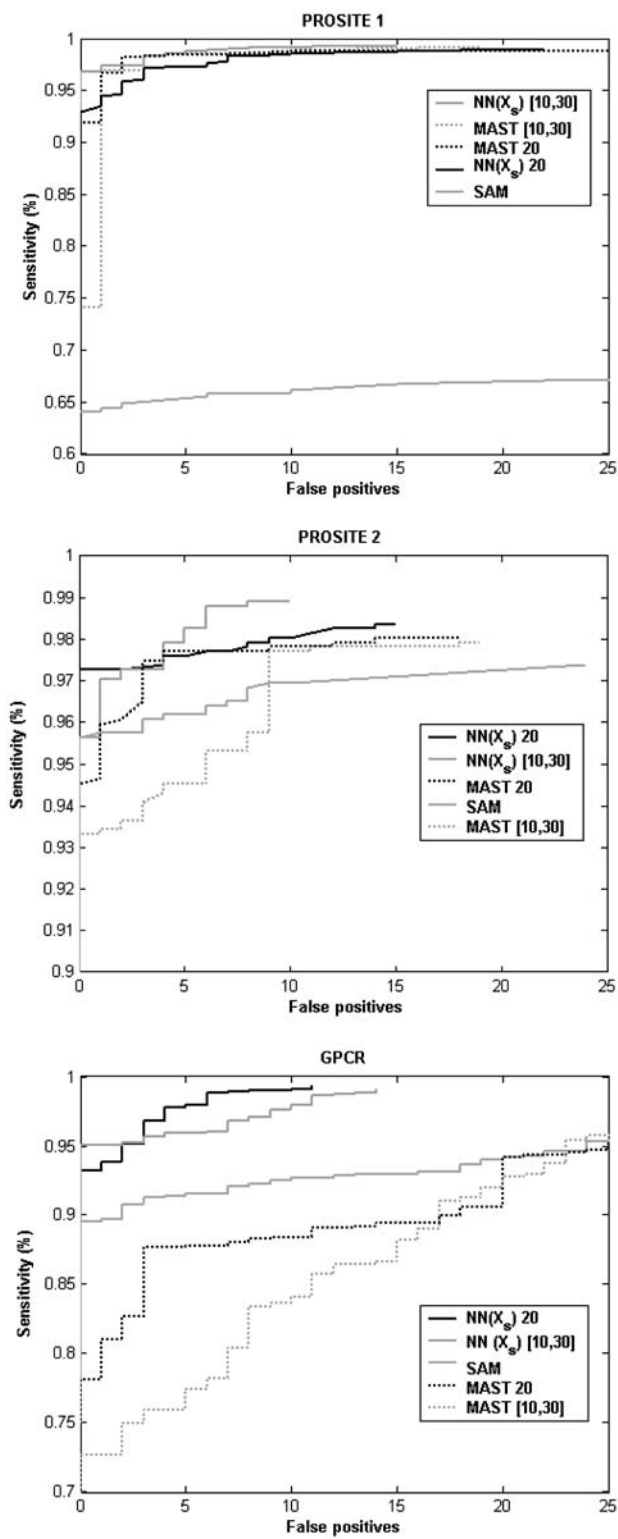 PROSITE 1
1
0.95
0.9
0.85
0.8
0.75
0.7
0.65
0.6
Sensitivity (%)
NN(Xs) [10,30]
MAST [10,30]
MAST 20
NN(Xs) 20
SAM
0 5 10 15 20 25
False positives
PROSITE 2
1
0.99
0.98
0.97
0.96
0.95
0.94
0.93
0.92
0.91
0.9
Sensitivity (%)
NN(Xs) 20
NN(Xs) [10,30]
MAST 20
SAM
MAST [10,30]
0 5 10 15 20 25
False positives
GPCR
1
0.95
0.9
0.85
0.8
0.75
0.7
Sensitivity (%)
NN(Xs) 20
NN (Xs) [10,30]
SAM
MAST 20
MAST [10,30]
0 5 10 15 20 25
False positives